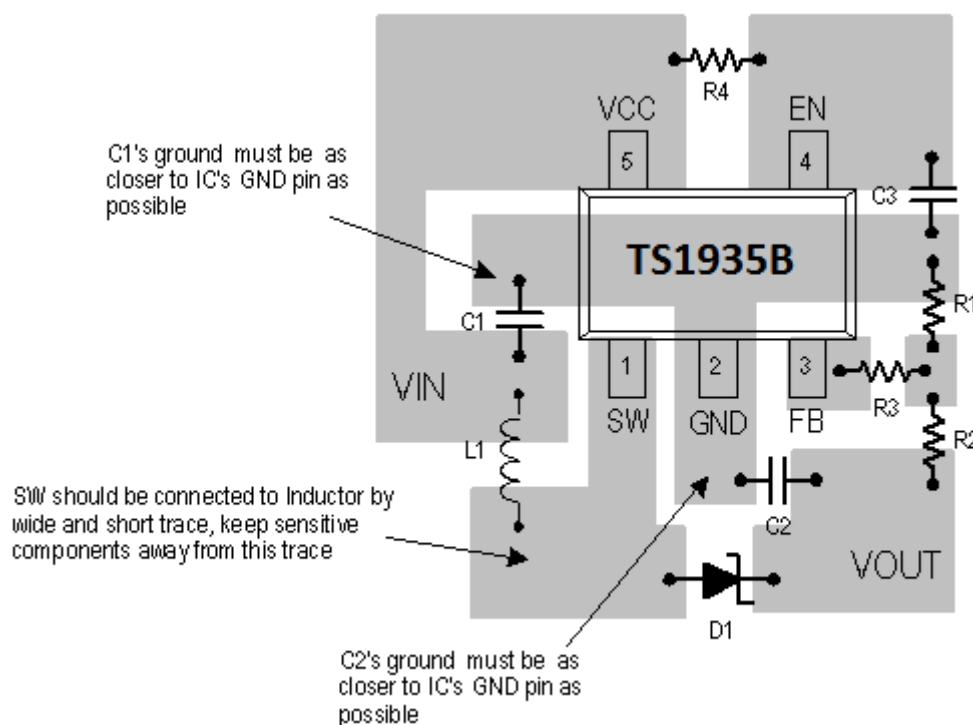 R4
VCC
EN
5
4
C1's ground must be as
closer to IC's GND pin as
possible
C3
TS1935B
R1
C1
VIN
1
2
3
R3
SW
GND
FB
L1
R2
SW should be connected to Inductor by
wide and short trace, keep sensitive
components away from this trace
C2
VOUT
D1
C2's ground must be as
closer to IC's GND pin as
possible